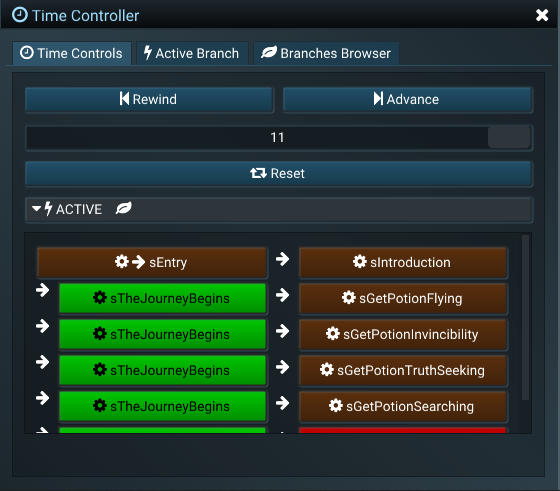 Time Controller
Time Controls Active Branch Branches Browser
Rewind Advance
11
Reset
ACTIVE
sEntry sIntroduction
sTheJourneyBegins sGetPotionFlying
sTheJourneyBegins sGetPotionInvincibility
sTheJourneyBegins sGetPotionTruthSeeking
sTheJourneyBegins sGetPotionSearching